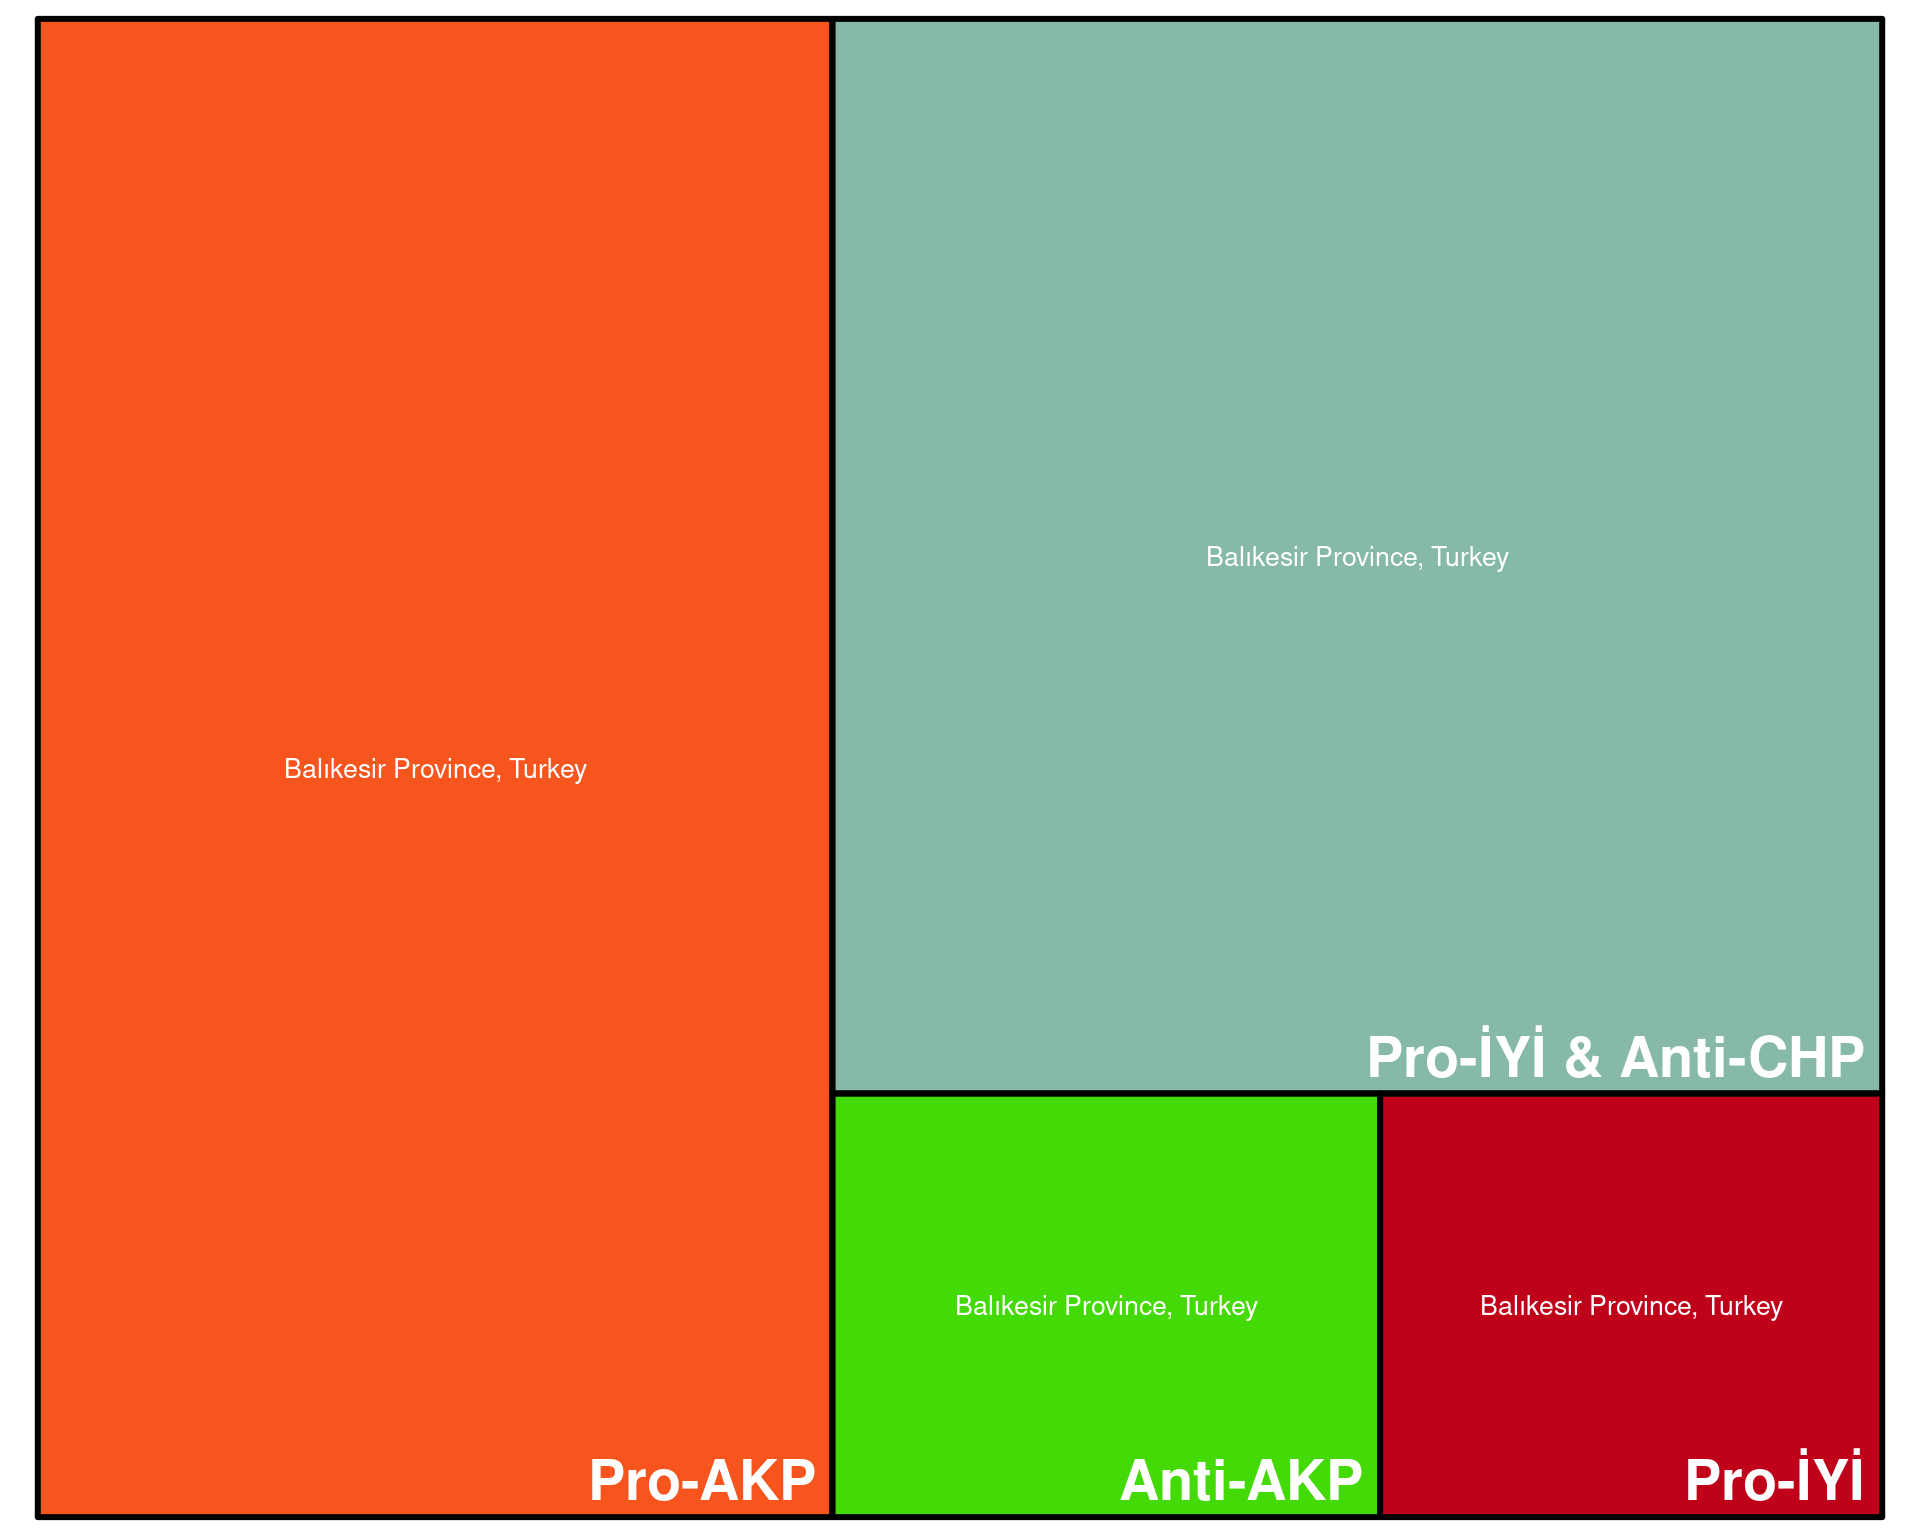 Balıkesir Province, Turkey
Pro-AKP
Balıkesir Province, Turkey
Pro-İYİ & Anti-CHP
Balıkesir Province, Turkey
Anti-AKP
Balıkesir Province, Turkey
Pro-İYİ